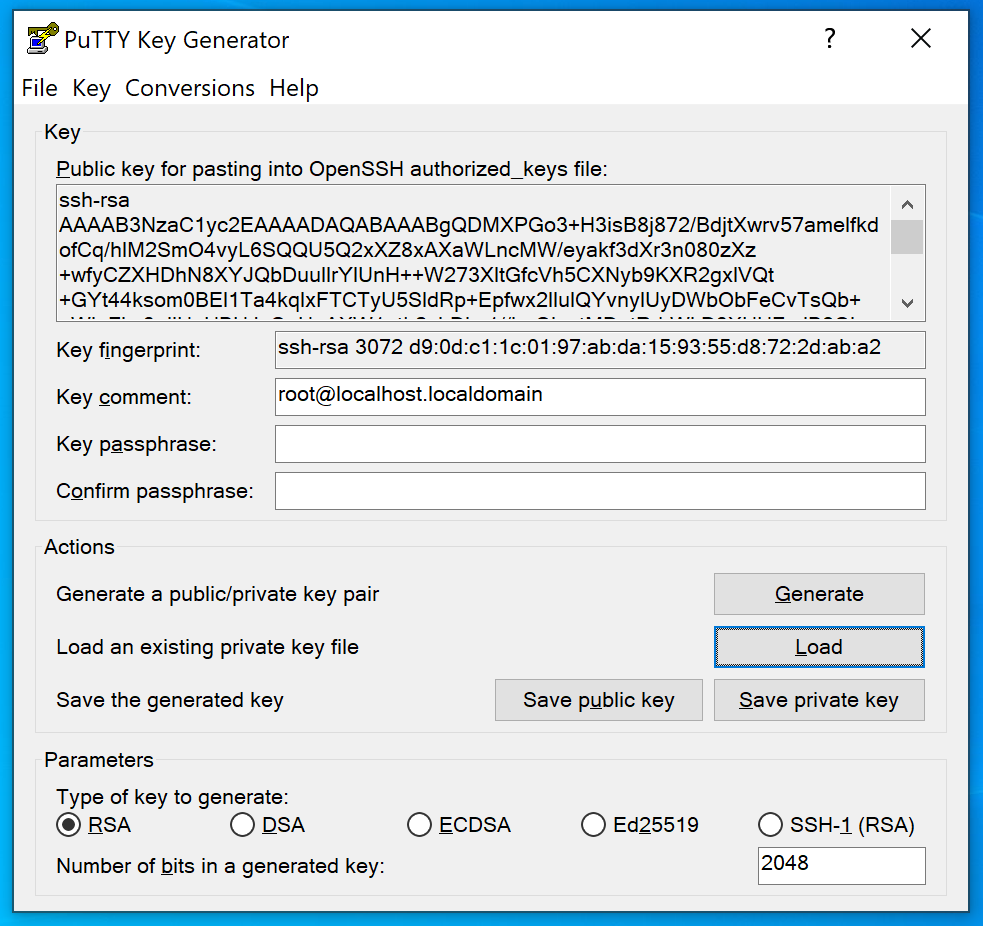 PuTTY Key Generator
?
File Key Conversions Help
Key
Public key for pasting into OpenSSH authorized_keys file:
ssh-rsa
AAAAB3NzaC1yc2EAAAADAQABAAABgQDMXPGo3+H3isB8j872/BdjtXwrv57amelfkd
ofCq/hlM2SmO4vyL6SQQU5Q2xXZ8xAXaWLncMW/eyakf3dXr3n080zXz
+wfyCZXHDhN8XYJQbDuuIlrYlUnH++W273XltGfcVh5CXNyb9KXR2gxlVQt
+GYt44ksom0BEl1Ta4kqlxFTCTyU5SldRp+Epfwx2lluIQYvnylUyDWbObFeCvTsQb+
Key fingerprint:
ssh-rsa 3072 d9:0d:c1:1c:01:97:ab:da:15:93:55:d8:72:2d:ab:a2
Key comment:
root@localhost.localdomain
Key passphrase:
Confirm passphrase:
Actions
Generate a public/private key pair
Generate
Load an existing private key file
Load
Save the generated key
Save public key
Save private key
Parameters
Type of key to generate:
RSA DSA ECDSA Ed25519 SSH-1 (RSA)
Number of bits in a generated key:
2048